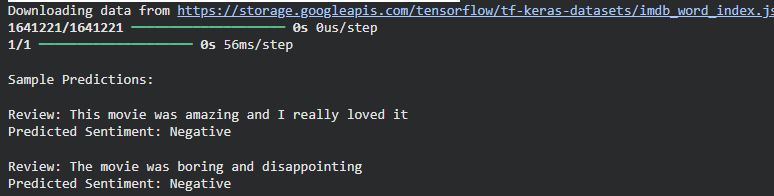 Downloading data from https://storage.googleapis.com/tensorflow/tf-keras-datasets/imdb_word_index.js
1641221/1641221 ━━━━━━━━━━━━━━━━━━━━ 0s 0us/step
1/1 ━━━━━━━━━━━━━━━━━━━━ 0s 56ms/step
Sample Predictions:
Review: This movie was amazing and I really loved it
Predicted Sentiment: Negative
Review: The movie was boring and disappointing
Predicted Sentiment: Negative